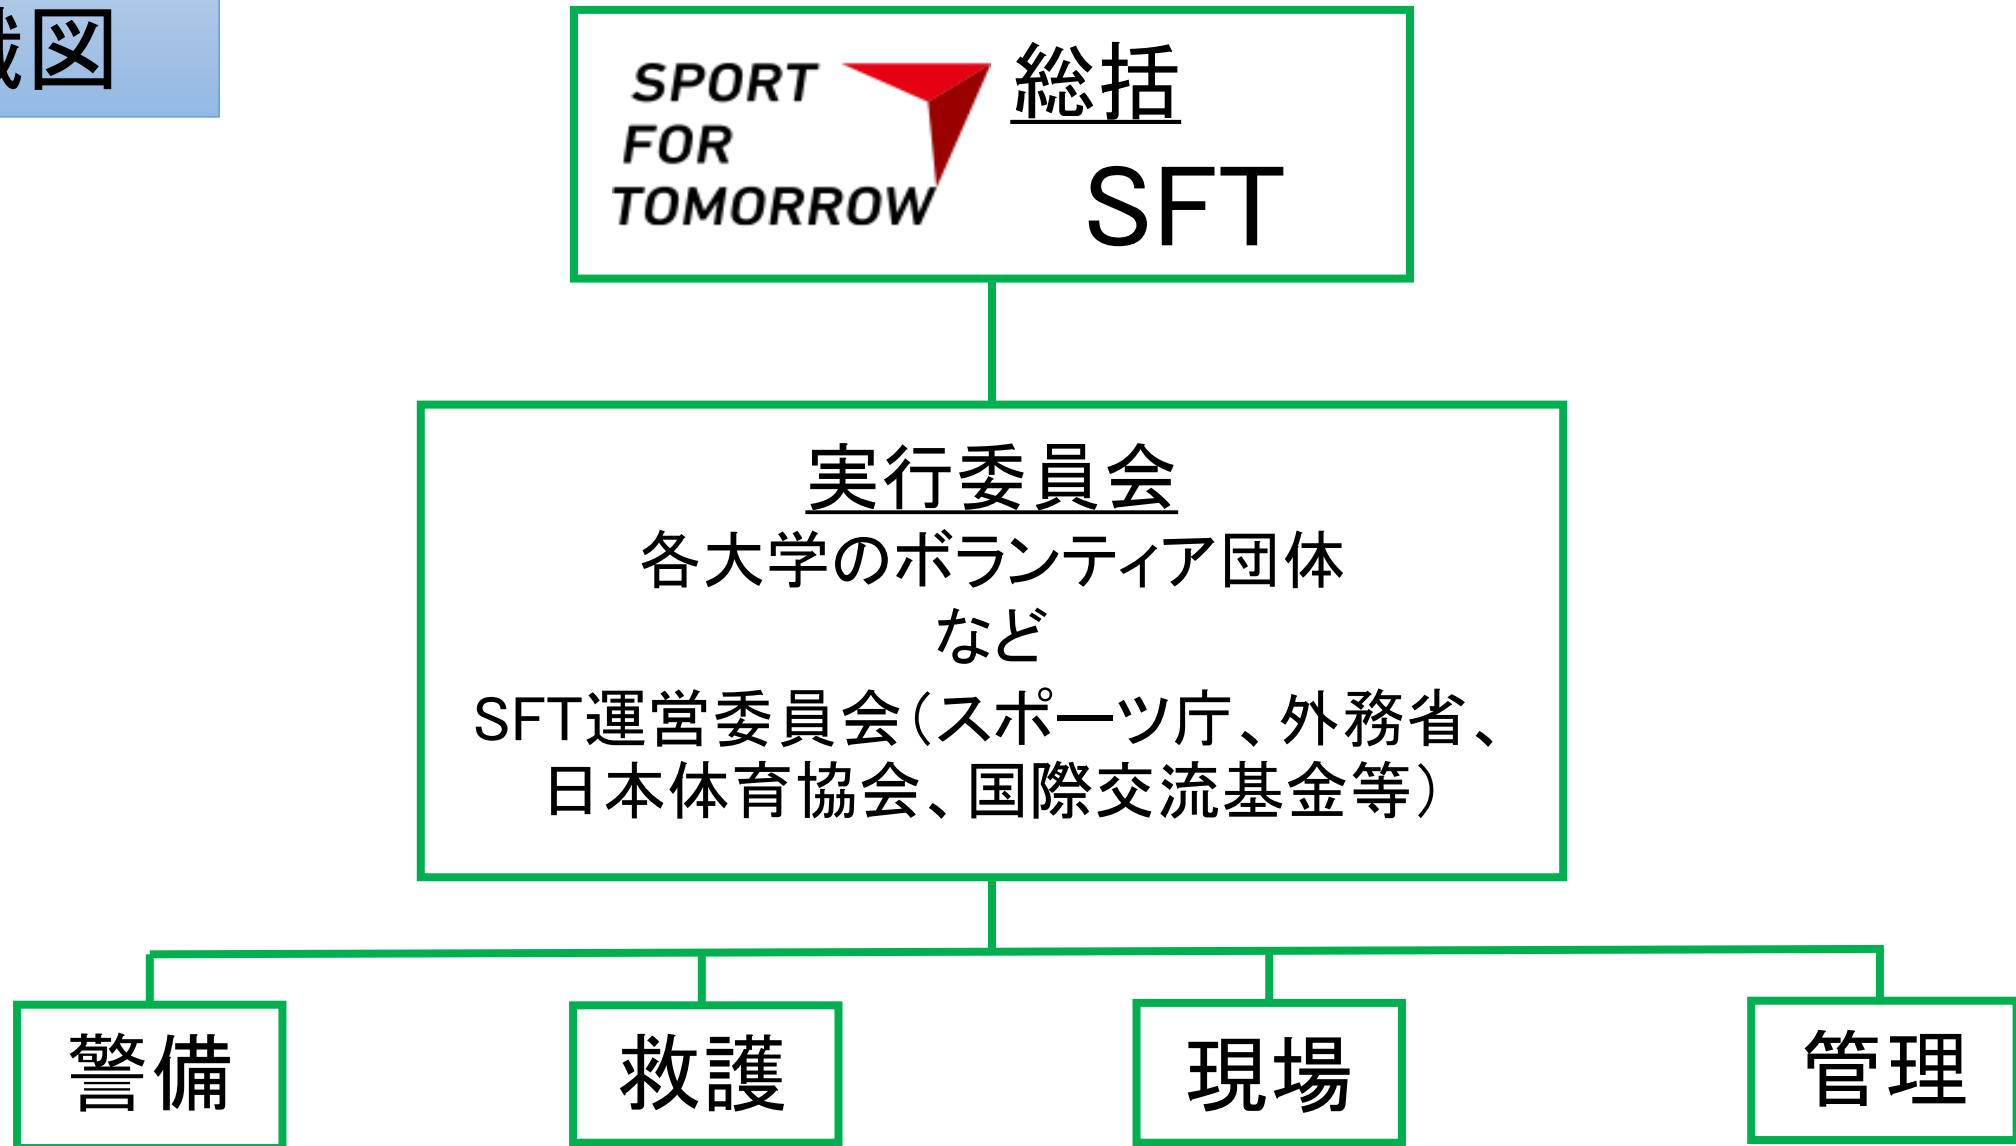 図
SPORT
FOR
TOMORROW
総括
SFT
実行委員会
各大学のボランティア団体
など
SFT運営委員会(スポーツ庁、外務省、
日本体育協会、国際交流基金等)
警備
救護
現場
管理